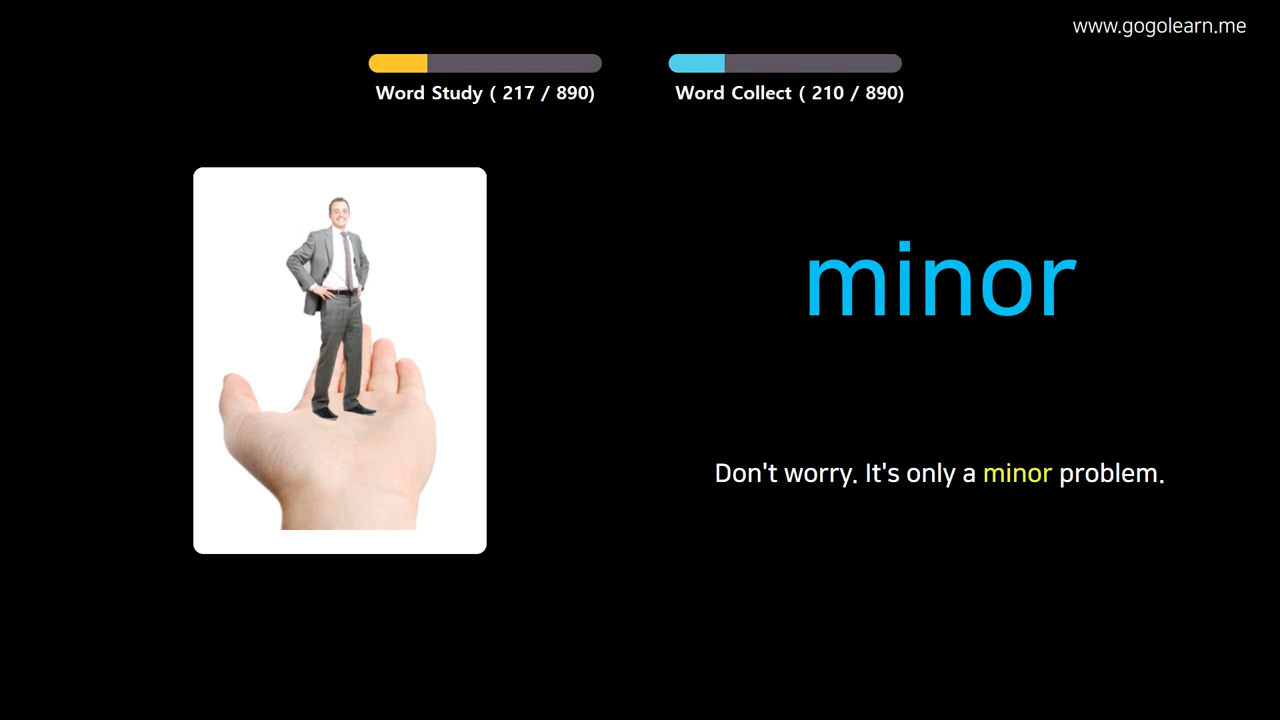 www.gogolearn.me
Word Study ( 217 / 890)
Word Collect ( 210 / 890)
minor
Don't worry. It's only a minor problem.